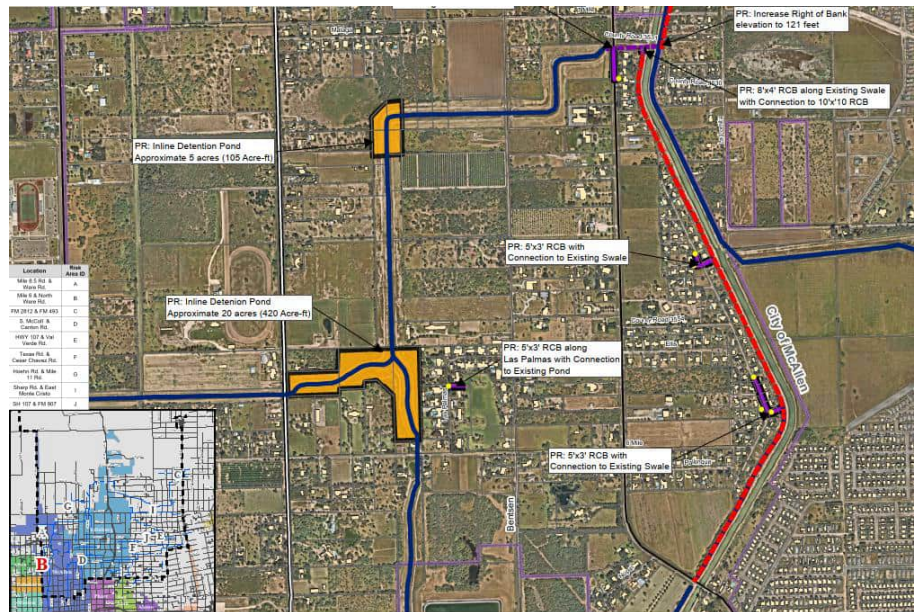 PR: Increase Right of Bank
elevation to 121 feet
PR: 8'x4' RCB along Existing Swale
with Connection to 10'x'10 RCB
PR: Inline Detention Pond
Approximate 5 acres (105 Acre-ft)
PR: 5'x3' RCB with
Connection to Existing Swale
PR: Inline Detenion Pond
Approximate 20 acres (420 Acre-ft)
PR: 5'x3' RCB along
Las Palmas with Connection
to Existing Pond
City of McAllen
PR: 5'x3' RCB with
Connection to Existing Swale
Bentsen
Location Risk
Area ID
Mile 6.5 Rd. &
Ware Rd. A
Mile 6 & North
Ware Rd. B
FM 2812 & FM 493 C
S. McColl &
Canton Rd. D
HWY 107 & Val
Verde Rd. E
Texas Rd. &
Cesar Chavez Rd. F
Hoehn Rd. & Mile
11 Rd. G
Sharp Rd. & East
Monte Cristo I
SH 107 & FM 907 J
C
G
I
J
E
F
D
B